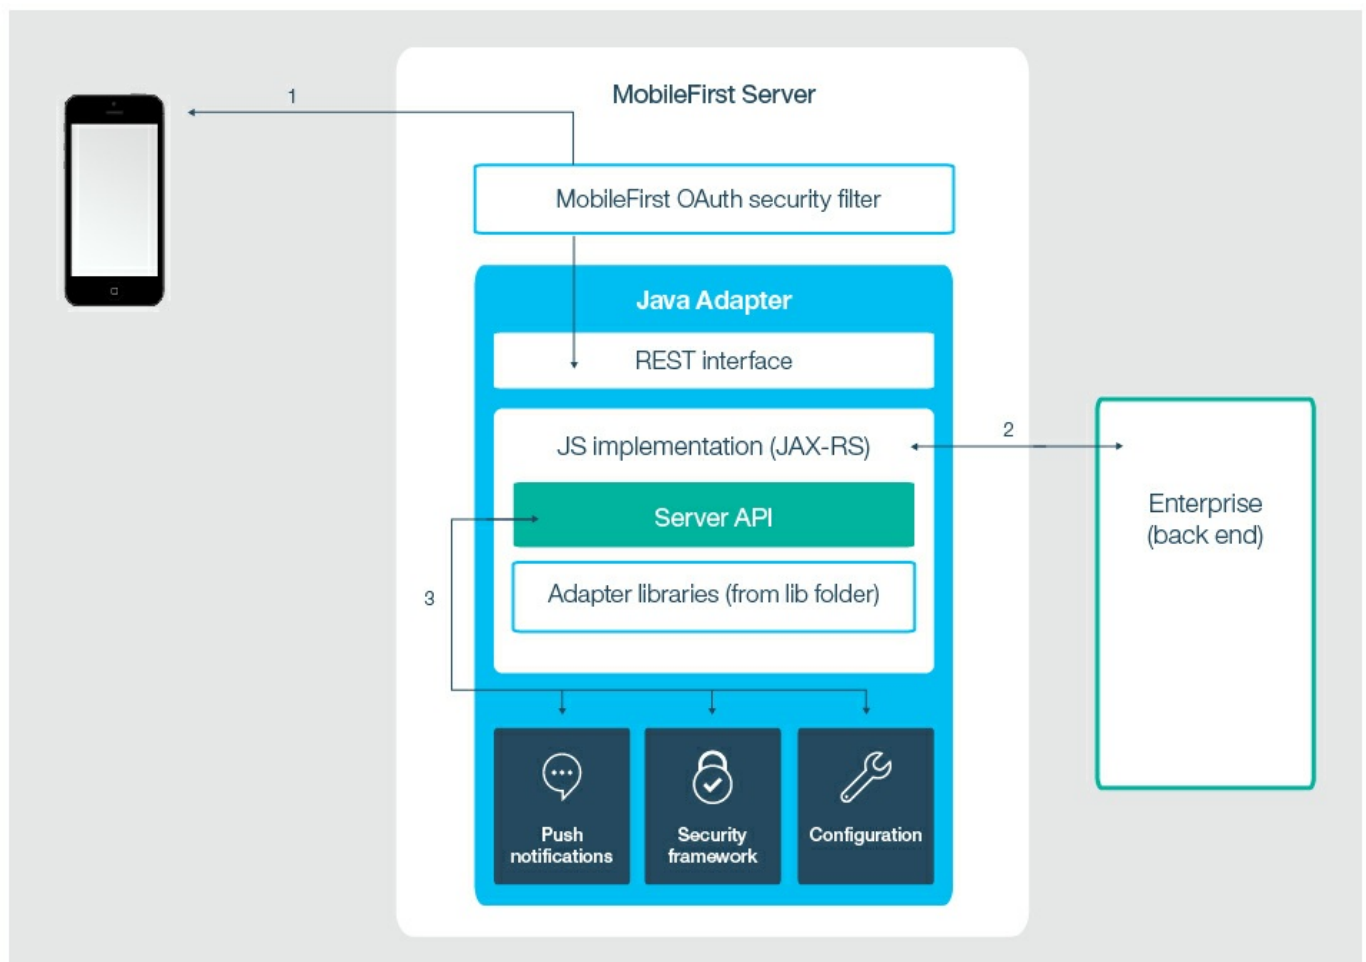 MobileFirst Server
1
MobileFirst OAuth security filter
Java Adapter
REST interface
JS implementation (JAX-RS)
2
Server API
Enterprise
(back end)
Adapter libraries (from lib folder)
3
Push
notifications
Security
framework
Configuration